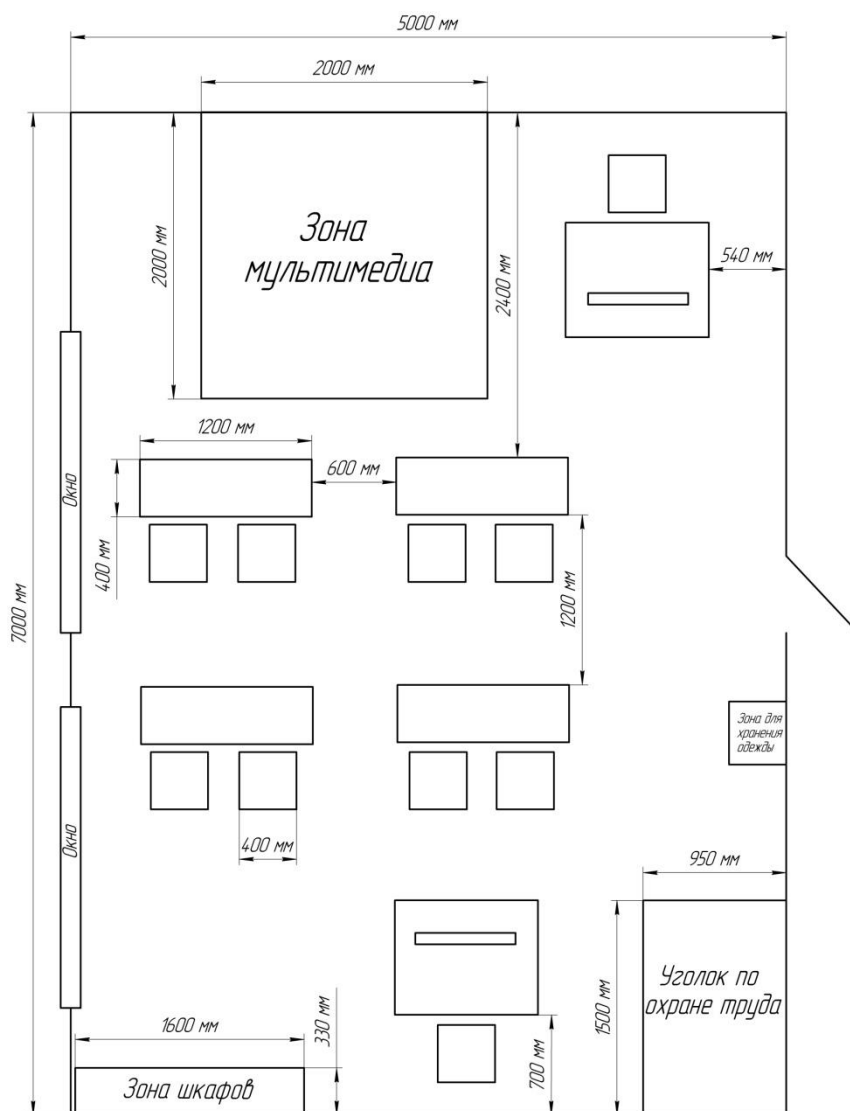 5000 мм
2000 мм
Зона
мультимедиа
2000 мм
2400 мм
540 мм
1200 мм
600 мм
Окно
400 мм
7000 мм
1200 мм
Зона для
хранения
одежды
Окно
400 мм
950 мм
Уголок по
охране труда
1500 мм
1600 мм
330 мм
700 мм
Зона шкафов